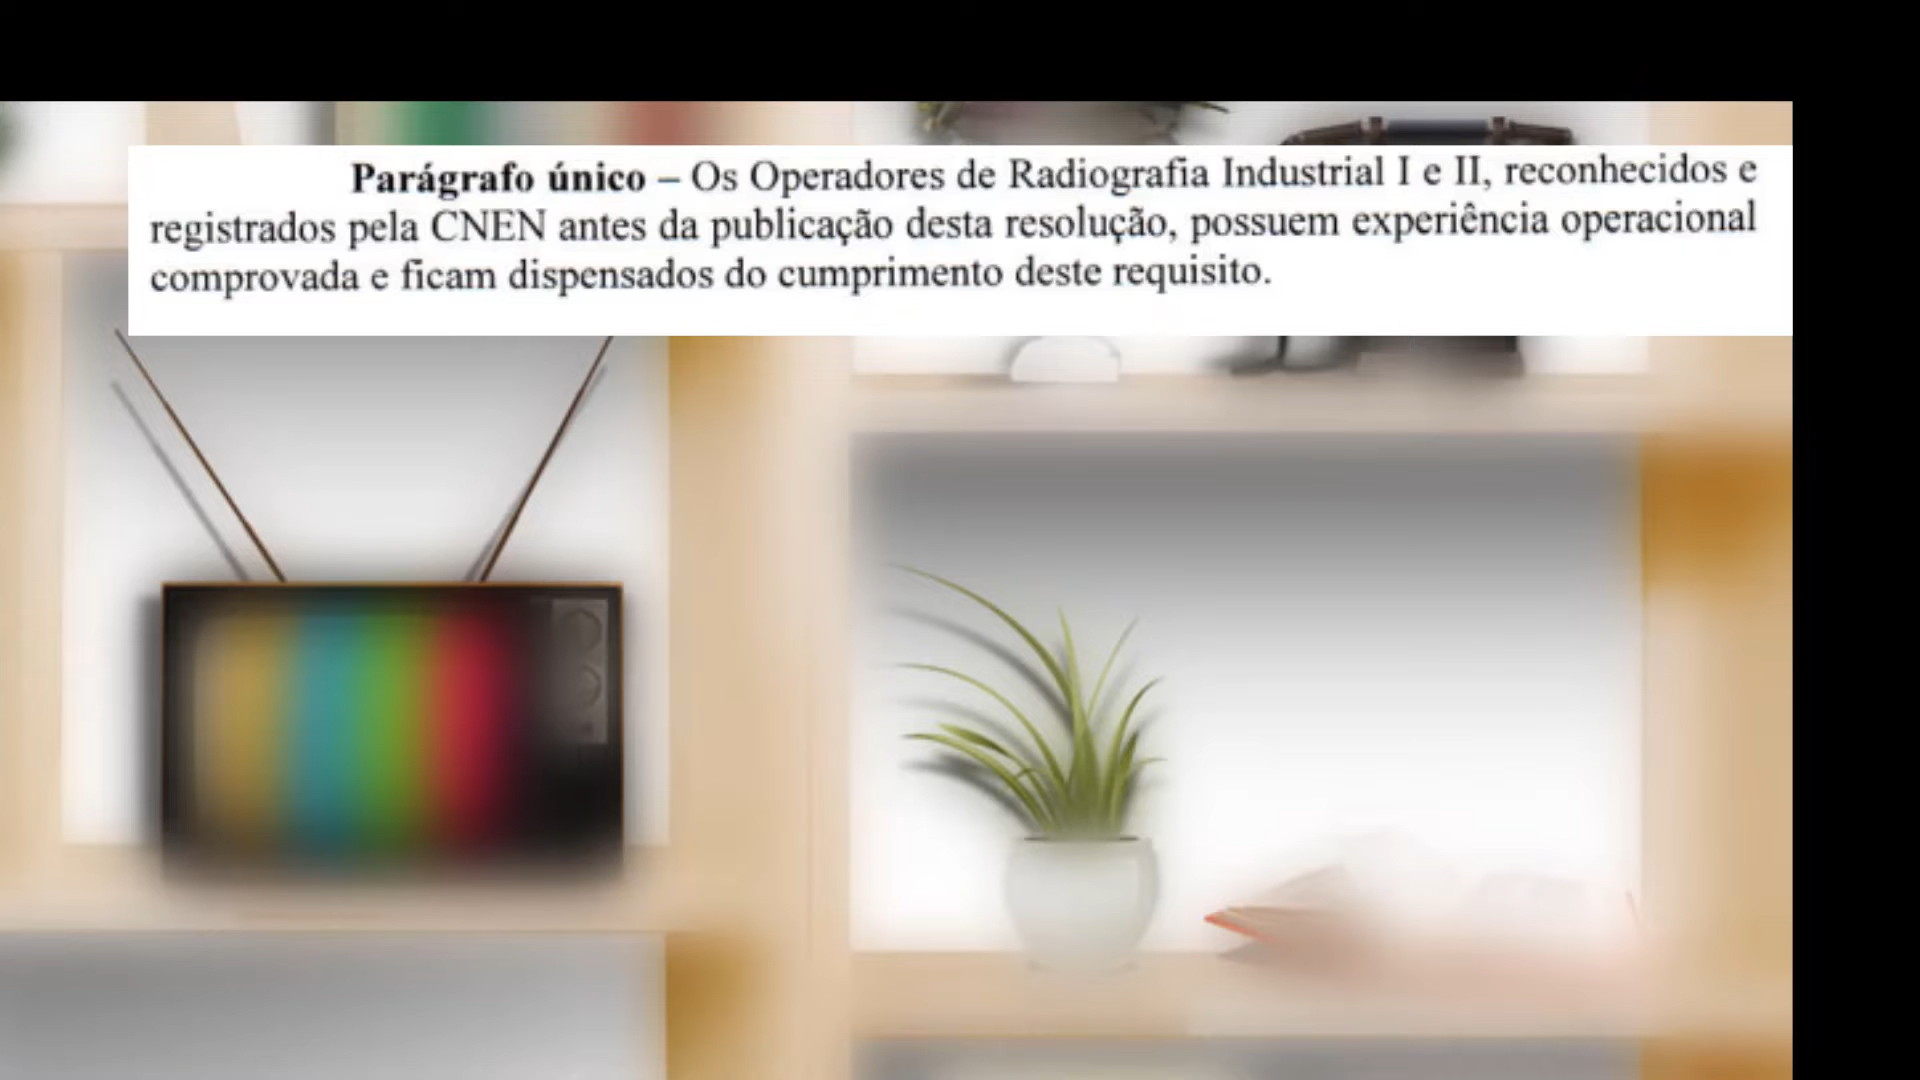 Parágrafo único – Os Operadores de Radiografia Industrial I e II, reconhecidos e
registrados pela CNEN antes da publicação desta resolução, possuem experiência operacional
comprovada e ficam dispensados do cumprimento deste requisito.